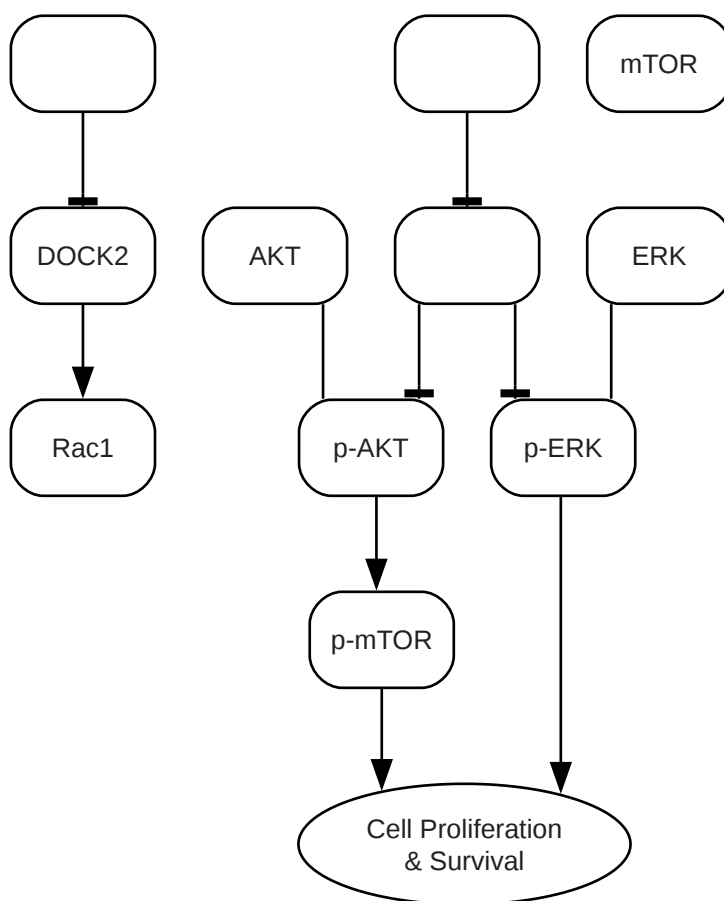 mTOR
DOCK2
AKT
ERK
Rac1
p-AKT
p-ERK
p-mTOR
Cell Proliferation
& Survival